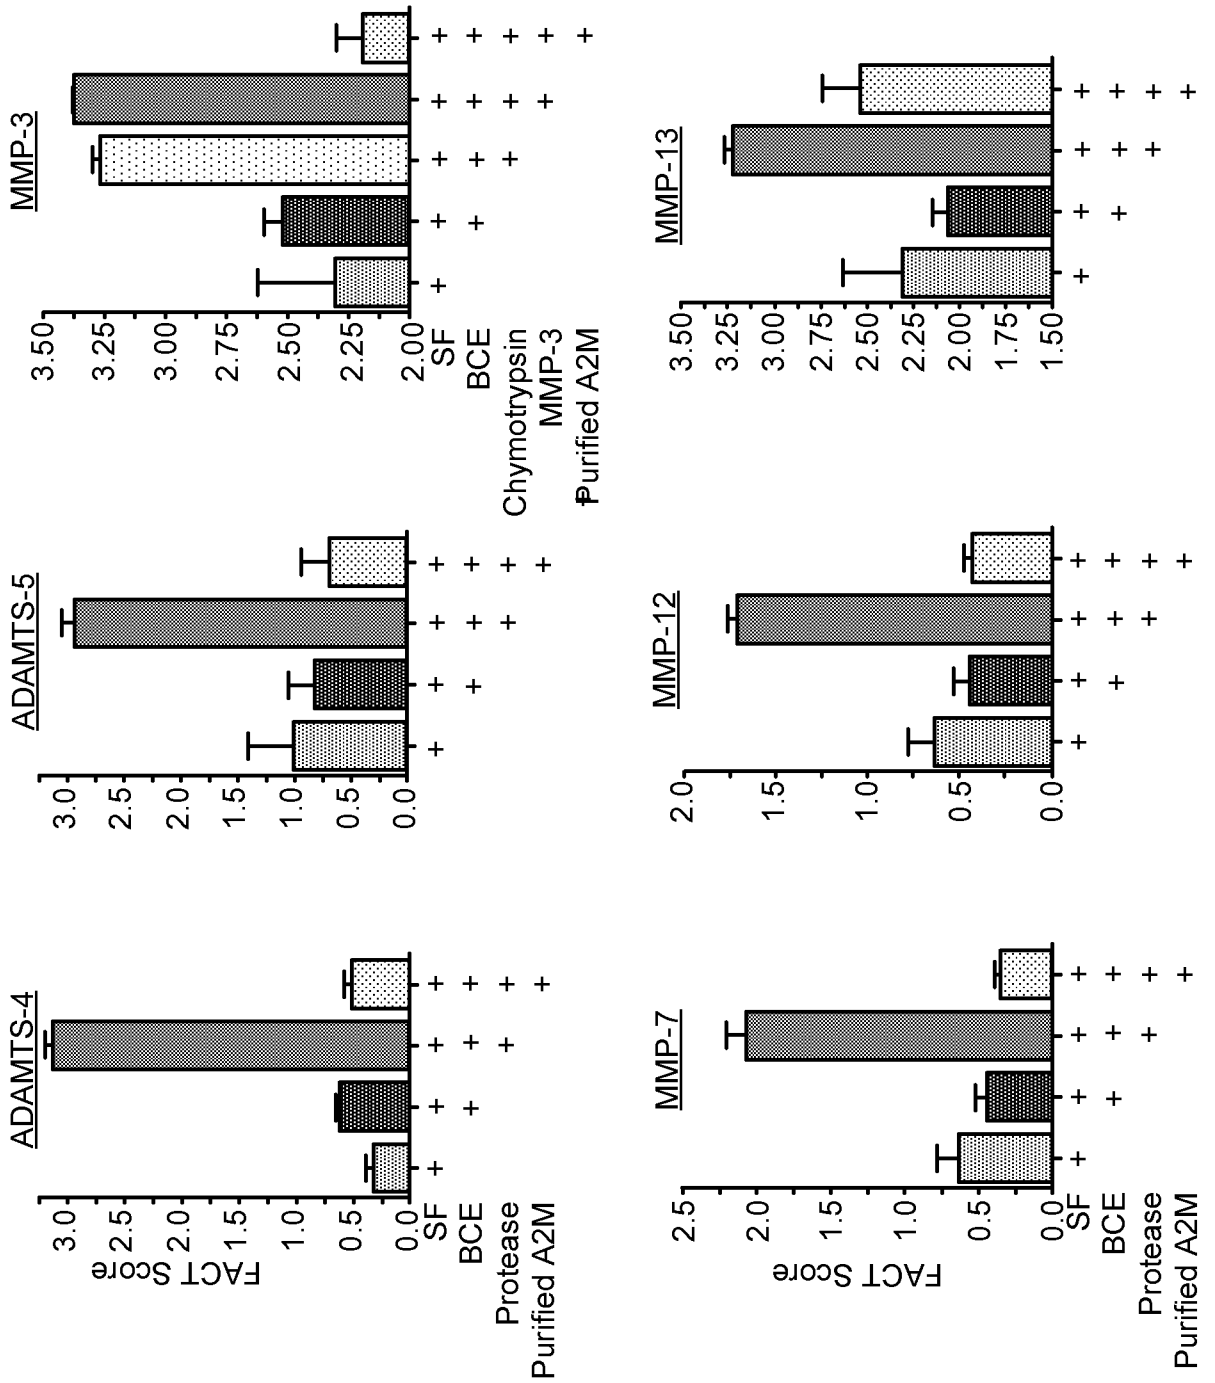 ADAMTS-4
FACT Score
3.0
2.5
2.0
1.5
1.0
0.5
0.0
SF + + + +
BCE + + +
Protease + +
Purified A2M +
ADAMTS-5
3.0
2.5
2.0
1.5
1.0
0.5
0.0
+ + + +
+ + +
+ +
+
MMP-3
3.50
3.25
3.00
2.75
2.50
2.25
2.00
SF + + + + +
BCE + + + +
Chymotrypsin + + +
MMP-3 + +
Purified A2M +
MMP-7
FACT Score
2.5
2.0
1.5
1.0
0.5
0.0
SF + + + +
BCE + + +
Protease + +
Purified A2M +
MMP-12
2.0
1.5
1.0
0.5
0.0
+ + + +
+ + +
+ +
+
MMP-13
3.50
3.25
3.00
2.75
2.50
2.25
2.00
1.75
1.50
+ + + +
+ + +
+ +
+